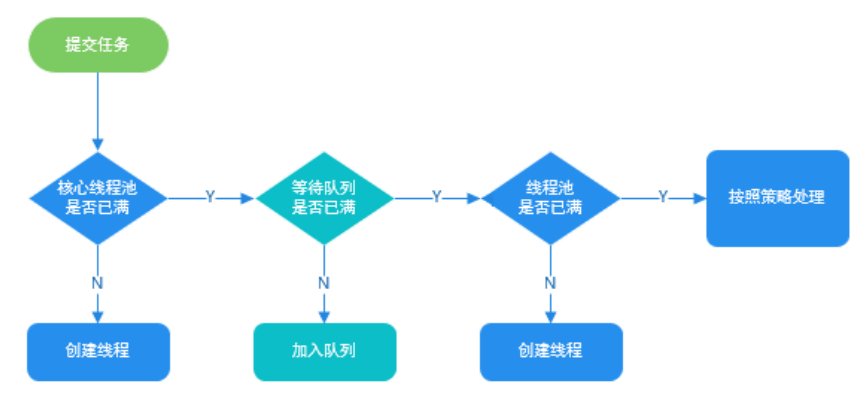 提交任务
核心线程池
是否已满
Y
等待队列
是否已满
Y
线程池
是否已满
Y
按照策略处理
N
N
N
创建线程
加入队列
创建线程